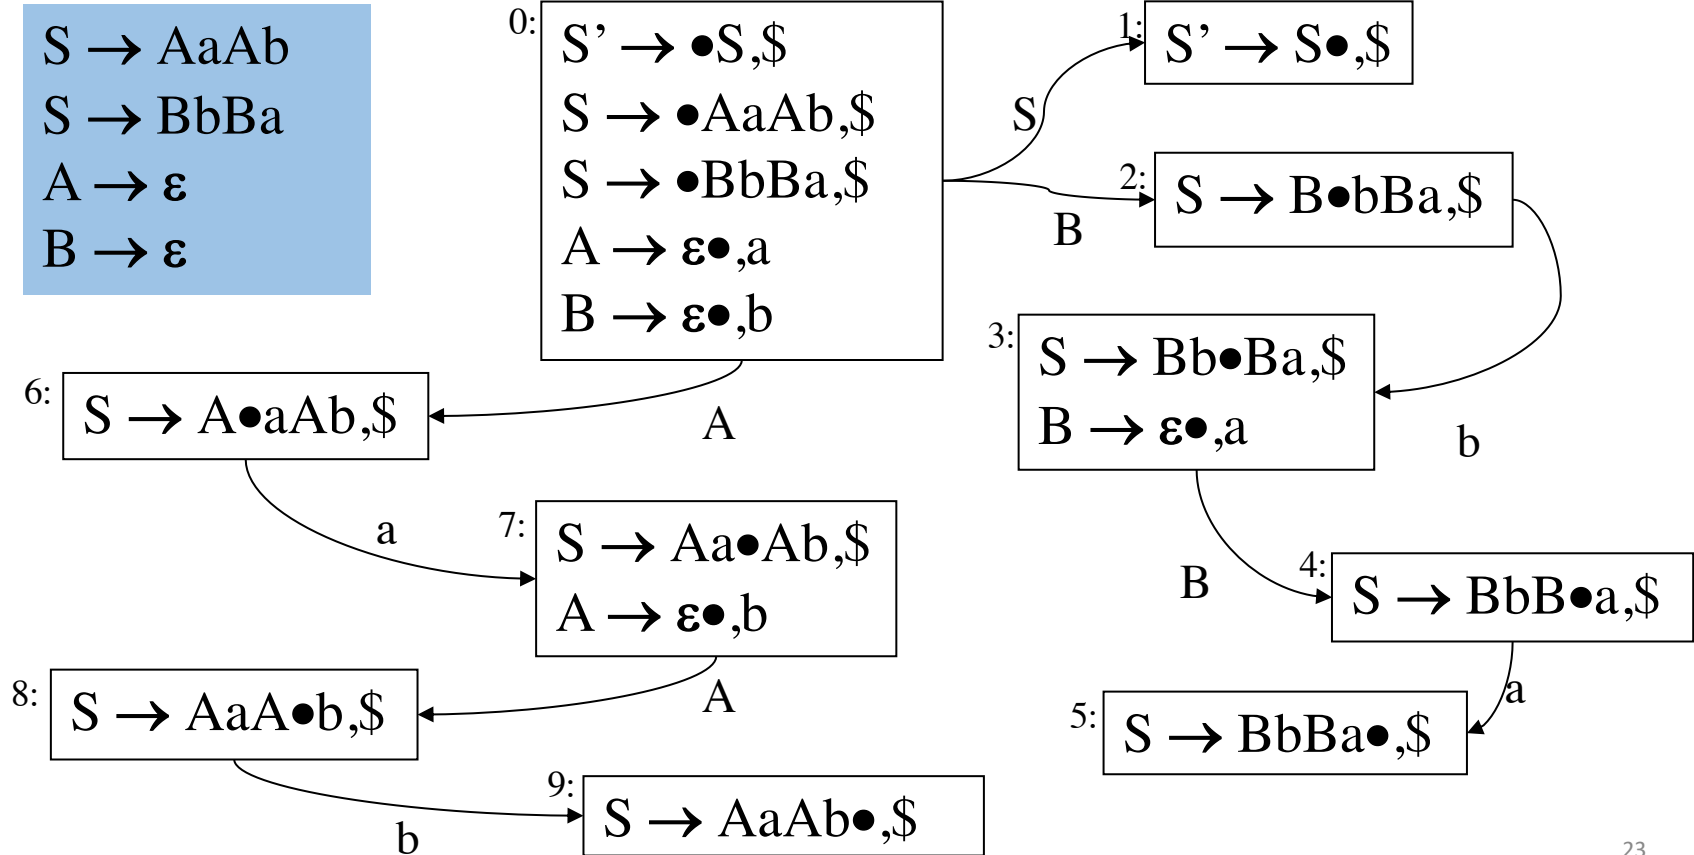 S → AaAb
S → BbBa
A → ε
B → ε
0:
S’ → ●S,$
S → ●AaAb,$
S → ●BbBa,$
A → ε●,a
B → ε●,b
S
1:
S’ → S●,$
B
2:
S → B●bBa,$
b
3:
S → Bb●Ba,$
B → ε●,a
B
4:
S → BbB●a,$
a
5:
S → BbBa●,$
A
6:
S → A●aAb,$
a
7:
S → Aa●Ab,$
A → ε●,b
A
8:
S → AaA●b,$
b
9:
S → AaAb●,$
23